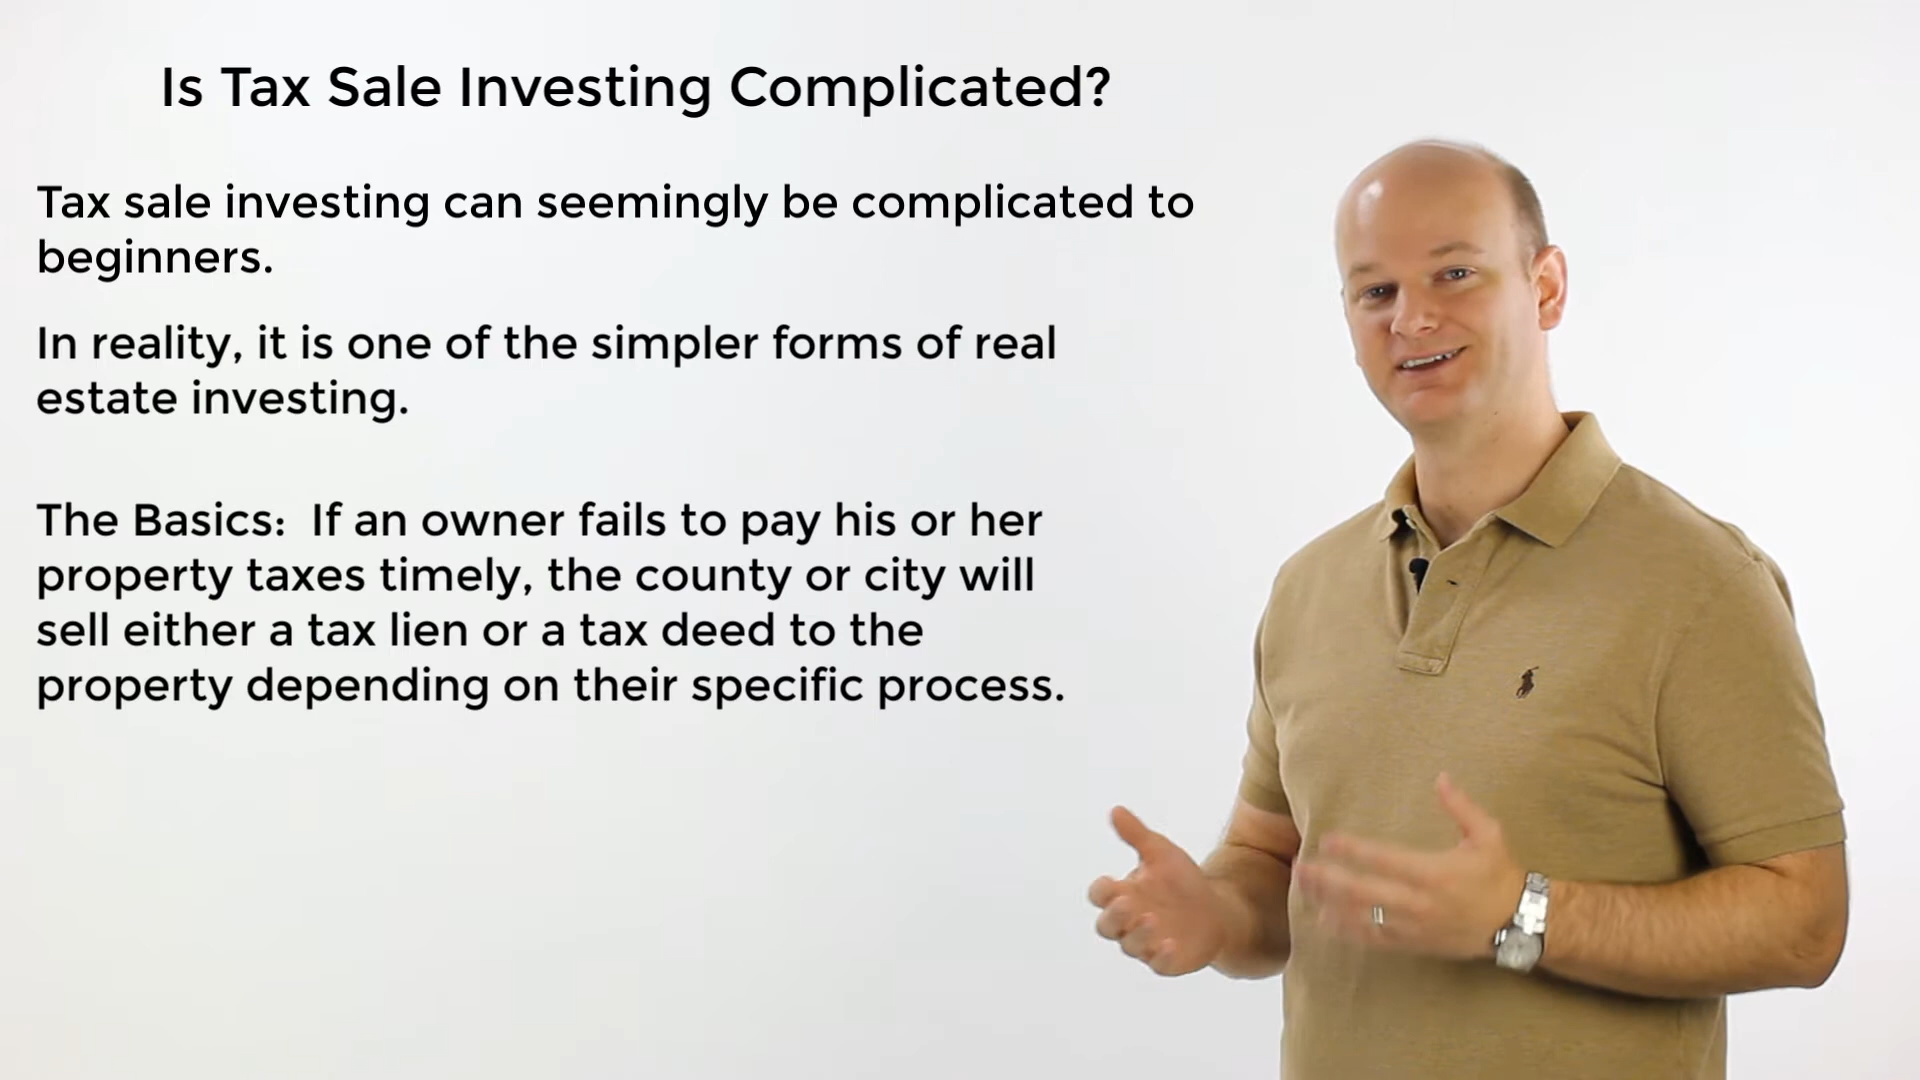 Is Tax Sale Investing Complicated?
Tax sale investing can seemingly be complicated to
beginners.
In reality, it is one of the simpler forms of real
estate investing.
The Basics:  If an owner fails to pay his or her
property taxes timely, the county or city will
sell either a tax lien or a tax deed to the
property depending on their specific process.